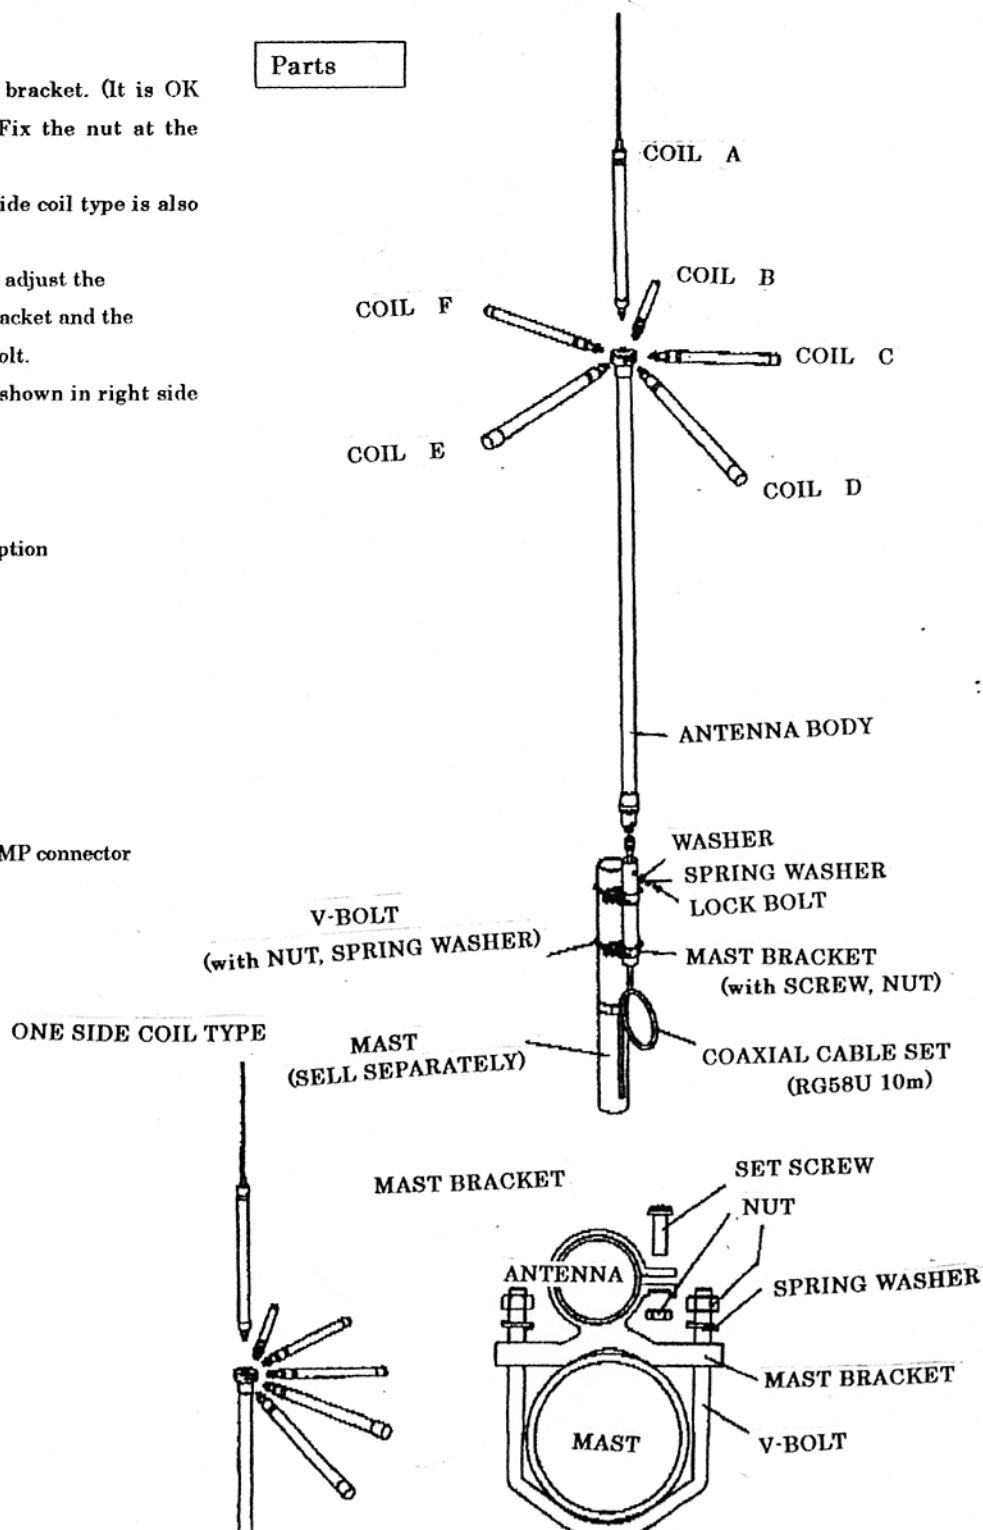 bracket. (It is OK
Fix the nut at the
ide coil type is also
adjust the
acket and the
olt.
shown in right side
ption
MP connector
Parts
COIL A
COIL B
COIL F
COIL C
COIL E
COIL D
ANTENNA BODY
WASHER
SPRING WASHER
LOCK BOLT
V-BOLT
(with NUT, SPRING WASHER)
MAST BRACKET
(with SCREW, NUT)
ONE SIDE COIL TYPE
MAST
(SELL SEPARATELY)
COAXIAL CABLE SET
(RG58U 10m)
MAST BRACKET
SET SCREW
NUT
ANTENNA
SPRING WASHER
MAST BRACKET
MAST
V-BOLT